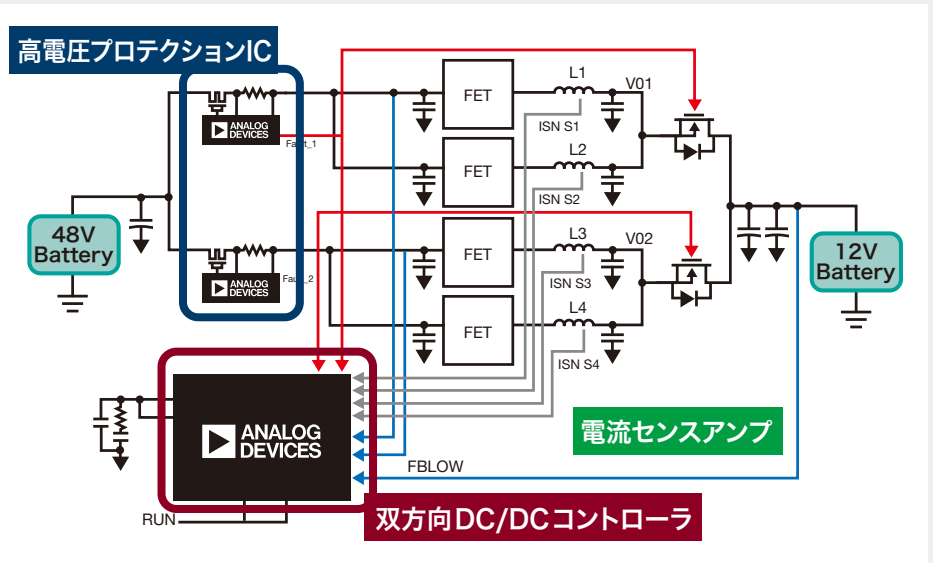 高電圧プロテクションIC
ANALOG
DEVICES
Fault_1
FET
L1
V01
ISN S1
FET
L2
ISN S2
48V
Battery
ANALOG
DEVICES
FET
L3
V02
ISN S3
12V
Battery
FET
L4
ISN S4
ANALOG
DEVICES
電流センスアンプ
FBLOW
RUN
双方向DC/DCコントローラ